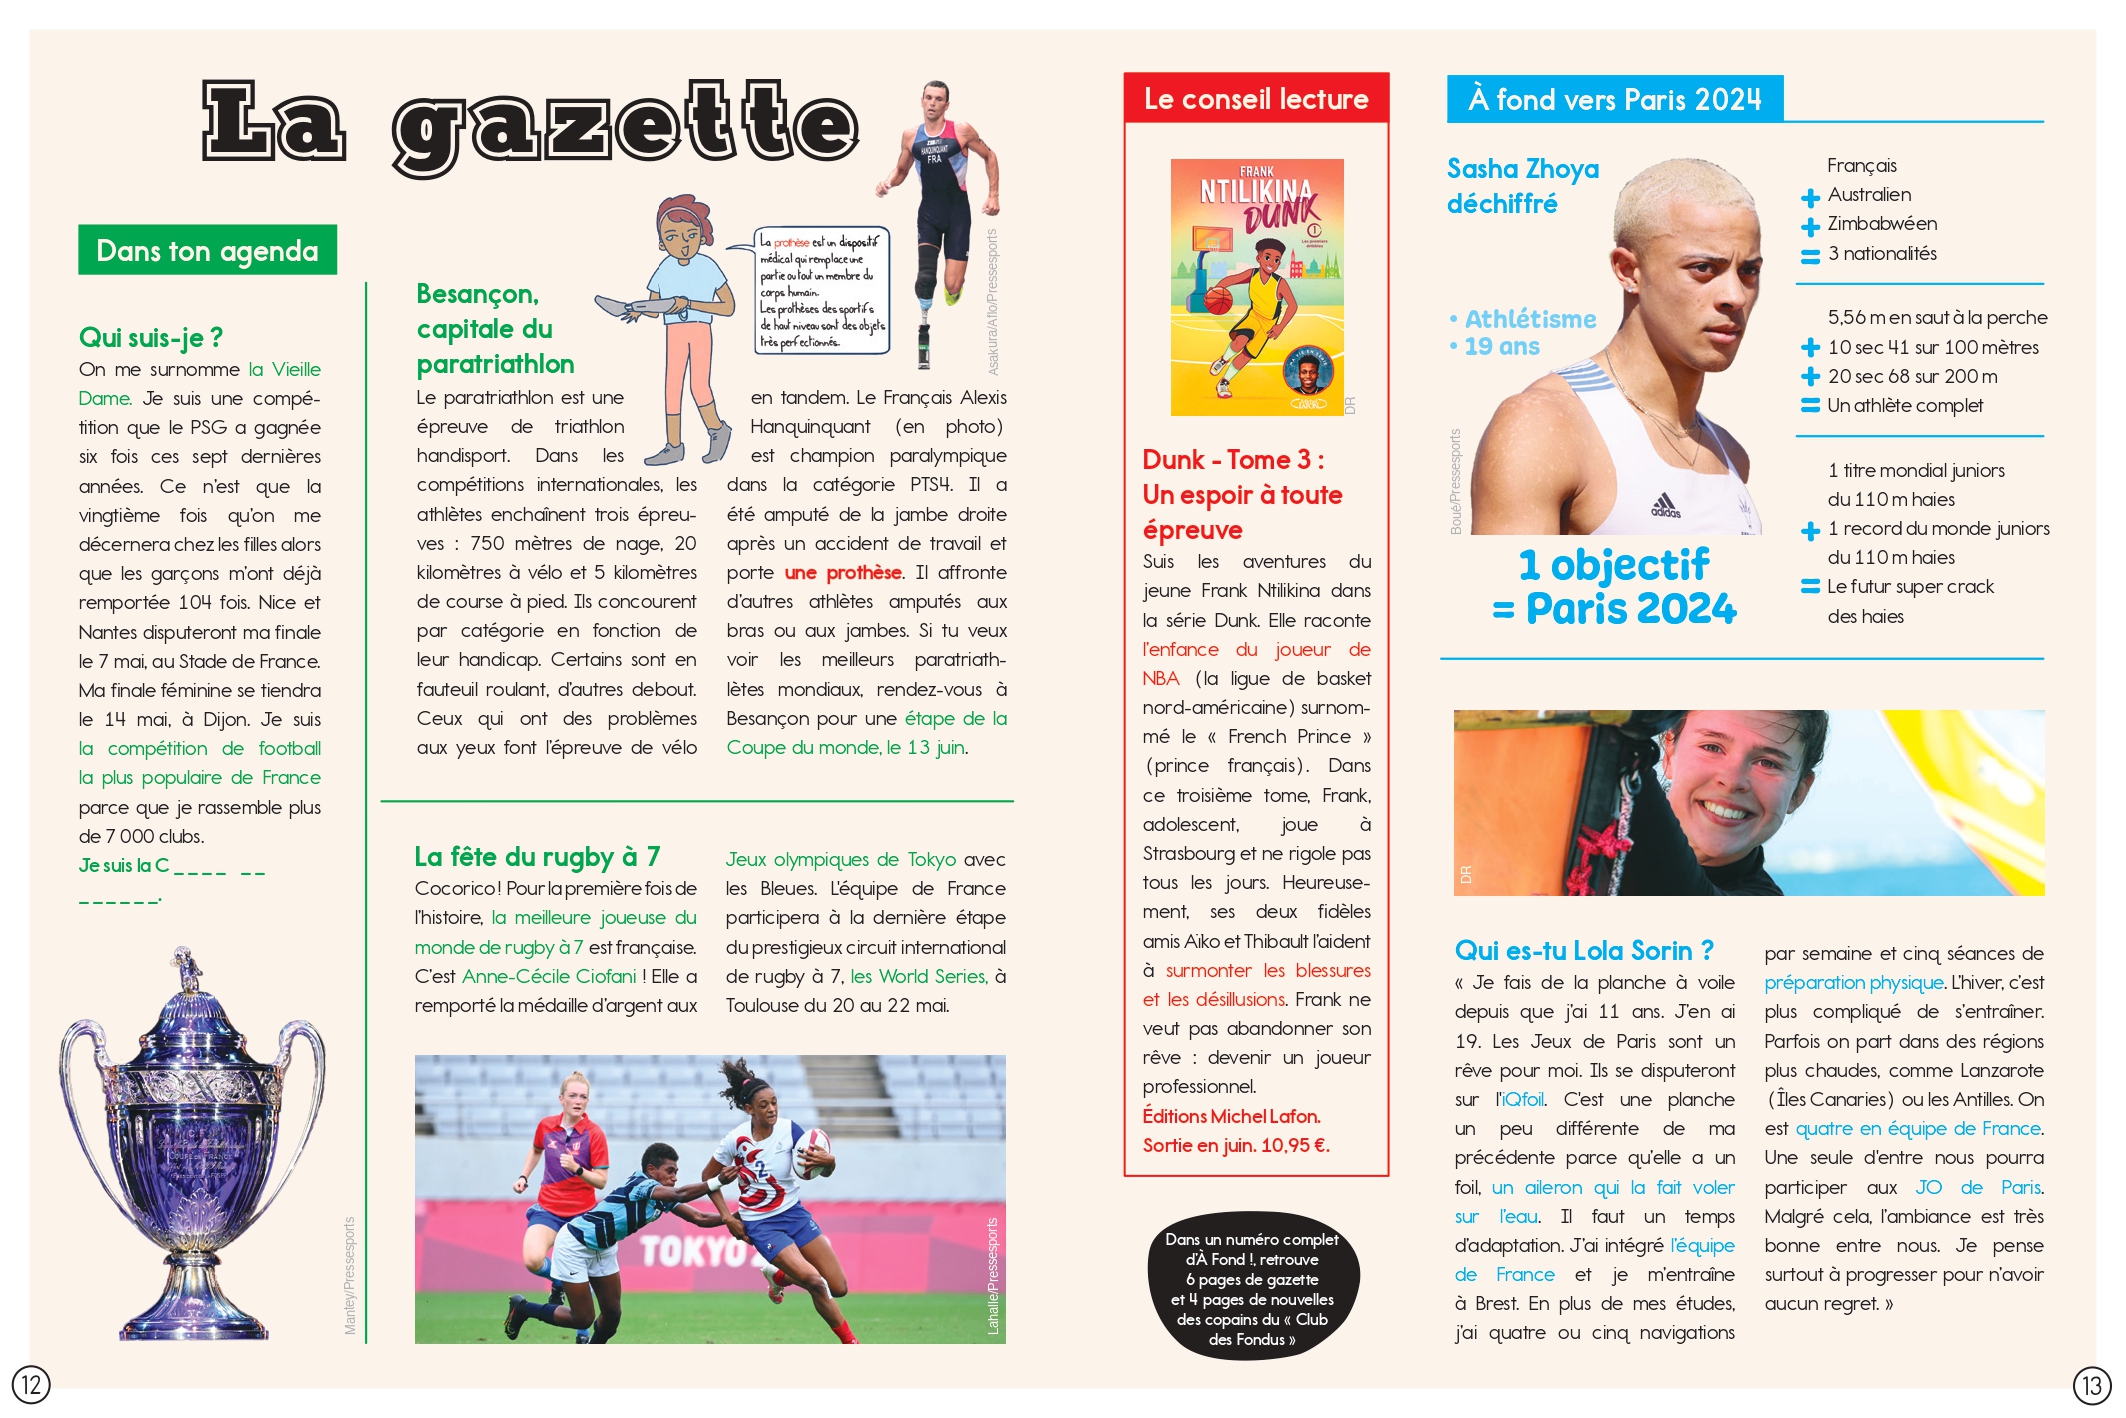 La gazette
Dans ton agenda
Qui suis-je ?
On me surnomme la Vieille
Dame. Je suis une compé-
tition que le PSG a gagnée
six fois ces sept dernières
années. Ce n'est que la
vingtième fois qu'on me
décernera chez les filles alors
que les garçons m'ont déjà
remportée 104 fois. Nice et
Nantes disputeront ma finale
le 7 mai, au Stade de France.
Ma finale féminine se tiendra
le 14 mai, à Dijon. Je suis
la compétition de football
la plus populaire de France
parce que je rassemble plus
de 7 000 clubs.
Je suis la C _ _ _ _   _ _
_ _ _ _ _ _.
Mantey/Pressesports
Besançon,
capitale du
paratriathlon
Le paratriathlon est une
épreuve de triathlon
handisport. Dans les
compétitions internationales, les
athlètes enchaînent trois épreu-
ves : 750 mètres de nage, 20
kilomètres à vélo et 5 kilomètres
de course à pied. Ils concourent
par catégorie en fonction de
leur handicap. Certains sont en
fauteuil roulant, d'autres debout.
Ceux qui ont des problèmes
aux yeux font l'épreuve de vélo
La prothèse est un dispositif
médical qui remplace une
partie ou tout un membre du
corps humain.
Les prothèses des sportifs
de haut niveau sont des objets
très perfectionnés.
HANQUINQUANT
FRA
Asakura/Aflo/Pressesports
en tandem. Le Français Alexis
Hanquinquant (en photo)
est champion paralympique
dans la catégorie PTS4. Il a
été amputé de la jambe droite
après un accident de travail et
porte une prothèse. Il affronte
d'autres athlètes amputés aux
bras ou aux jambes. Si tu veux
voir les meilleurs paratriath-
lètes mondiaux, rendez-vous à
Besançon pour une étape de la
Coupe du monde, le 13 juin.
La fête du rugby à 7
Cocorico ! Pour la première fois de
l'histoire, la meilleure joueuse du
monde de rugby à 7 est française.
C'est Anne-Cécile Ciofani ! Elle a
remporté la médaille d'argent aux
Jeux olympiques de Tokyo avec
les Bleues. L'équipe de France
participera à la dernière étape
du prestigieux circuit international
de rugby à 7, les World Series, à
Toulouse du 20 au 22 mai.
2
TOKYO
Lahalle/Pressesports
12
Le conseil lecture
FRANK
NTILIKINA
DUNK
1
Les premiers
dribbles
DR
Dunk - Tome 3 :
Un espoir à toute
épreuve
Suis les aventures du
jeune Frank Ntilikina dans
la série Dunk. Elle raconte
l'enfance du joueur de
NBA (la ligue de basket
nord-américaine) surnom-
mé le « French Prince »
(prince français). Dans
ce troisième tome, Frank,
adolescent, joue à
Strasbourg et ne rigole pas
tous les jours. Heureuse-
ment, ses deux fidèles
amis Aïko et Thibault l'aident
à surmonter les blessures
et les désillusions. Frank ne
veut pas abandonner son
rêve : devenir un joueur
professionnel.
Éditions Michel Lafon.
Sortie en juin. 10,95 €.
Dans un numéro complet
d'À Fond !, retrouve
6 pages de gazette
et 4 pages de nouvelles
des copains du « Club
des Fondus »
À fond vers Paris 2024
Sasha Zhoya
déchiffré
• Athlétisme
• 19 ans
adidas
Boué/Pressesports
1 objectif
= Paris 2024
Français
+ Australien
+ Zimbabwéen
= 3 nationalités
5,56 m en saut à la perche
+ 10 sec 41 sur 100 mètres
+ 20 sec 68 sur 200 m
= Un athlète complet
1 titre mondial juniors
du 110 m haies
+ 1 record du monde juniors
du 110 m haies
= Le futur super crack
des haies
DR
Qui es-tu Lola Sorin ?
« Je fais de la planche à voile
depuis que j'ai 11 ans. J'en ai
19. Les Jeux de Paris sont un
rêve pour moi. Ils se disputeront
sur l'iQfoil. C'est une planche
un peu différente de ma
précédente parce qu'elle a un
foil, un aileron qui la fait voler
sur l'eau. Il faut un temps
d'adaptation. J'ai intégré l'équipe
de France et je m'entraîne
à Brest. En plus de mes études,
j'ai quatre ou cinq navigations
par semaine et cinq séances de
préparation physique. L'hiver, c'est
plus compliqué de s'entraîner.
Parfois on part dans des régions
plus chaudes, comme Lanzarote
(Îles Canaries) ou les Antilles. On
est quatre en équipe de France.
Une seule d'entre nous pourra
participer aux JO de Paris.
Malgré cela, l'ambiance est très
bonne entre nous. Je pense
surtout à progresser pour n'avoir
aucun regret. »
13